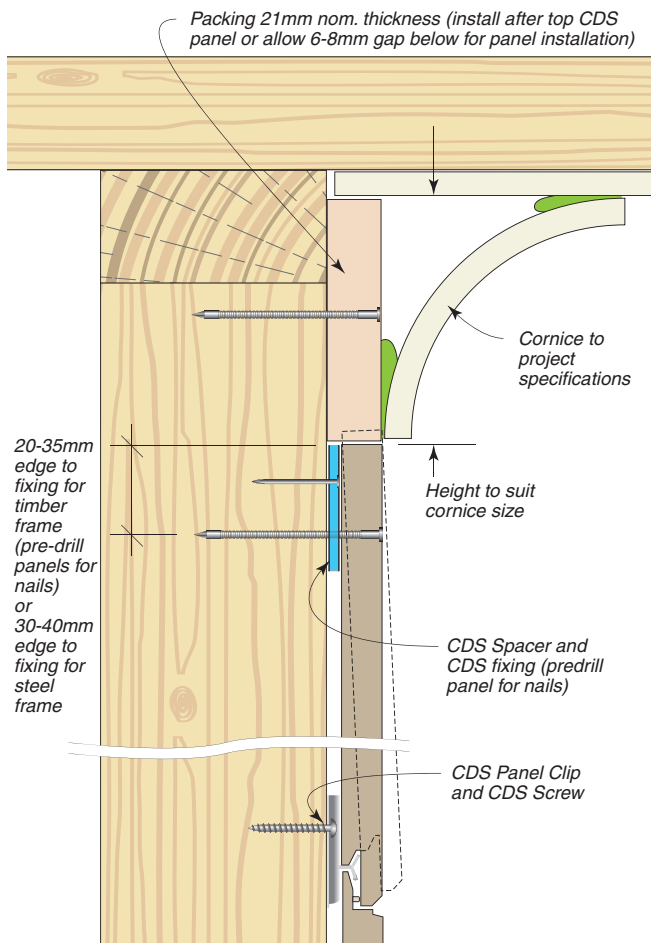 Packing 21mm nom. thickness (install after top CDS
panel or allow 6-8mm gap below for panel installation)
Cornice to
project
specifications
20-35mm
edge to
fixing for
timber
frame
(pre-drill
panels for
nails)
or
30-40mm
edge to
fixing for
steel
frame
Height to suit
cornice size
CDS Spacer and
CDS fixing (predrill
panel for nails)
CDS Panel Clip
and CDS Screw